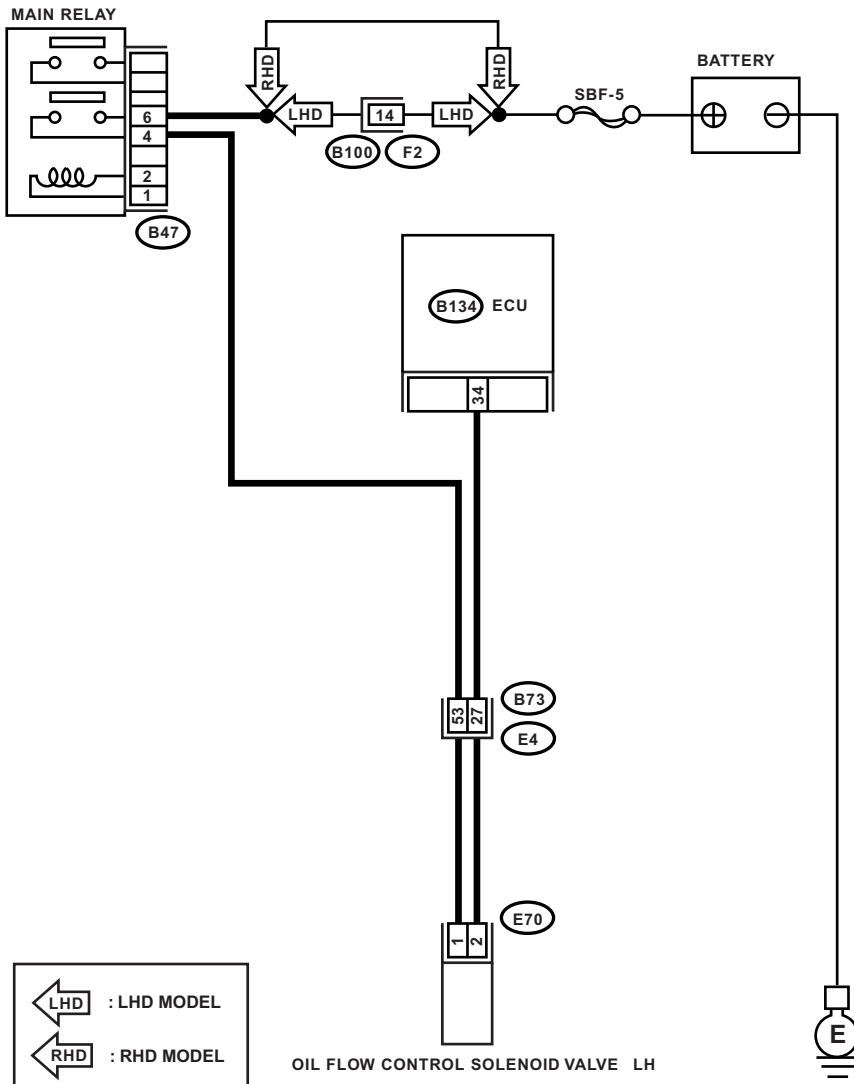 MAIN RELAY
BATTERY
RHD
RHD
SBF-5
6
4
2
1
LHD
14
LHD
B100
F2
B47
B134 ECU
34
53
27
B73
E4
E70
1
2
LHD : LHD MODEL
RHD : RHD MODEL
OIL FLOW CONTROL SOLENOID VALVE LH
E